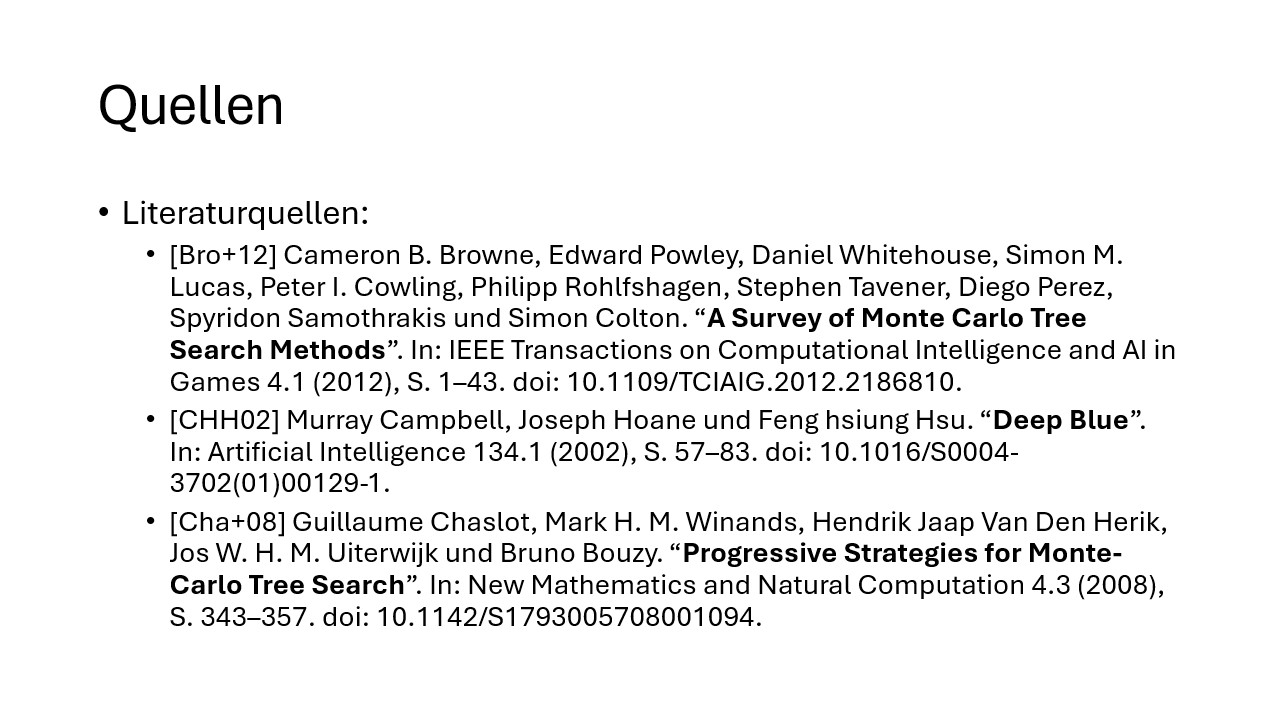 Quellen
• Literaturquellen:
• [Bro+12] Cameron B. Browne, Edward Powley, Daniel Whitehouse, Simon M.
Lucas, Peter I. Cowling, Philipp Rohlfshagen, Stephen Tavener, Diego Perez,
Spyridon Samothrakis und Simon Colton. “A Survey of Monte Carlo Tree
Search Methods”. In: IEEE Transactions on Computational Intelligence and AI in
Games 4.1 (2012), S. 1–43. doi: 10.1109/TCIAIG.2012.2186810.
• [CHH02] Murray Campbell, Joseph Hoane und Feng hsiung Hsu. “Deep Blue”.
In: Artificial Intelligence 134.1 (2002), S. 57–83. doi: 10.1016/S0004-
3702(01)00129-1.
• [Cha+08] Guillaume Chaslot, Mark H. M. Winands, Hendrik Jaap Van Den Herik,
Jos W. H. M. Uiterwijk und Bruno Bouzy. “Progressive Strategies for Monte-
Carlo Tree Search”. In: New Mathematics and Natural Computation 4.3 (2008),
S. 343–357. doi: 10.1142/S1793005708001094.